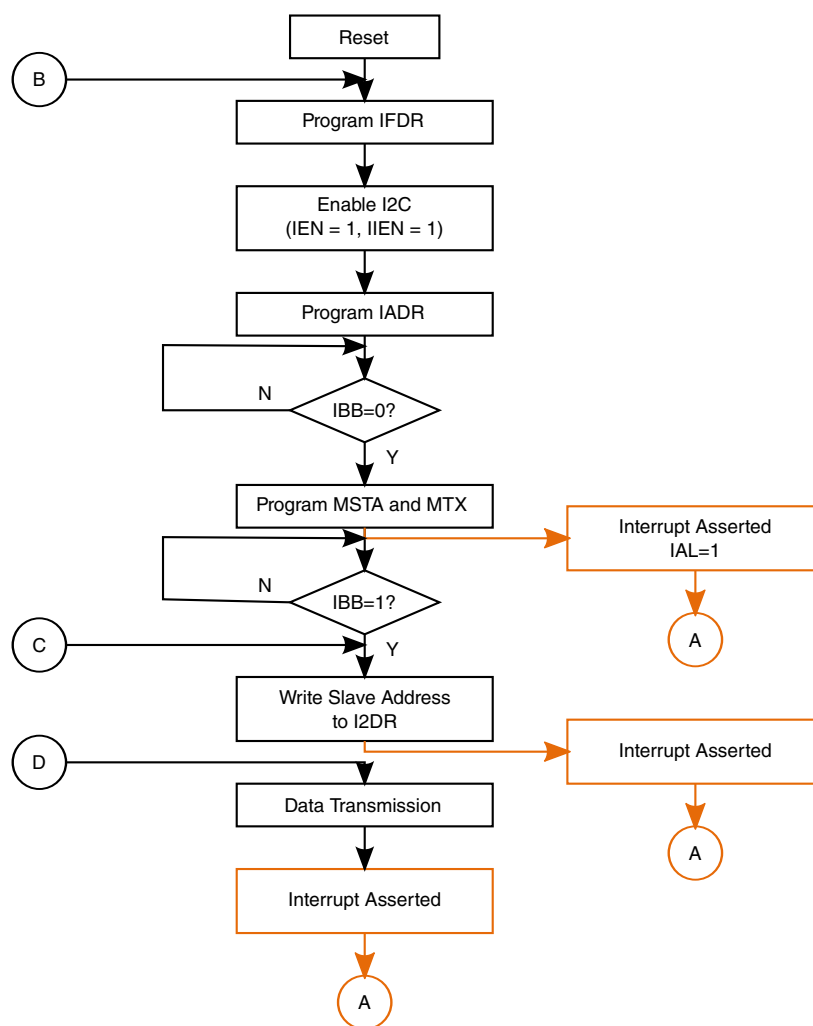 Reset
B
Program IFDR
Enable I2C
(IEN = 1, IIEN = 1)
Program IADR
N
IBB=0?
Y
Program MSTA and MTX
Interrupt Asserted
IAL=1
N
IBB=1?
A
C
Y
Write Slave Address
to I2DR
Interrupt Asserted
D
Data Transmission
A
Interrupt Asserted
A